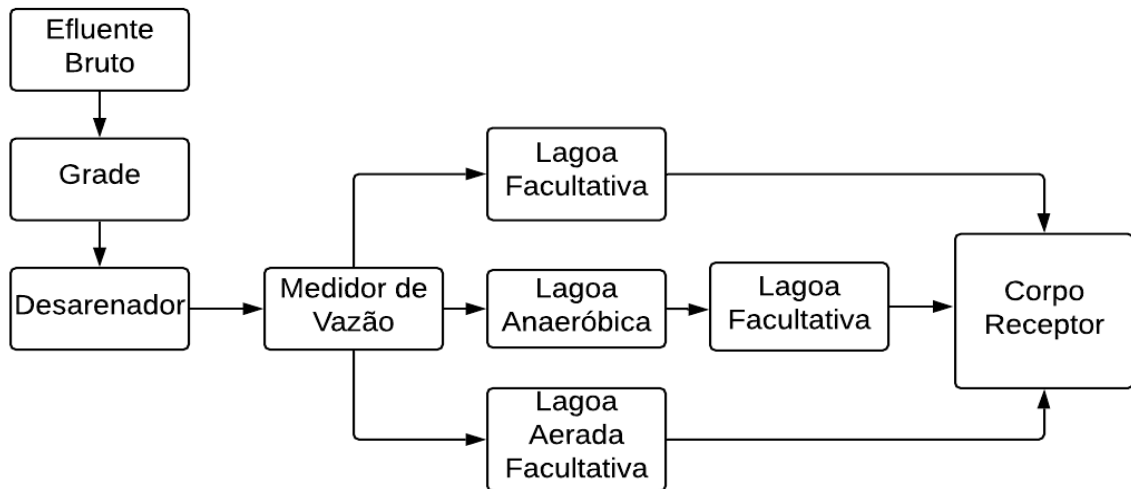 Efluente
Bruto
Grade
Desarenador
Medidor de
Vazão
Lagoa
Facultativa
Lagoa
Anaeróbica
Lagoa
Facultativa
Lagoa
Aerada
Facultativa
Corpo
Receptor